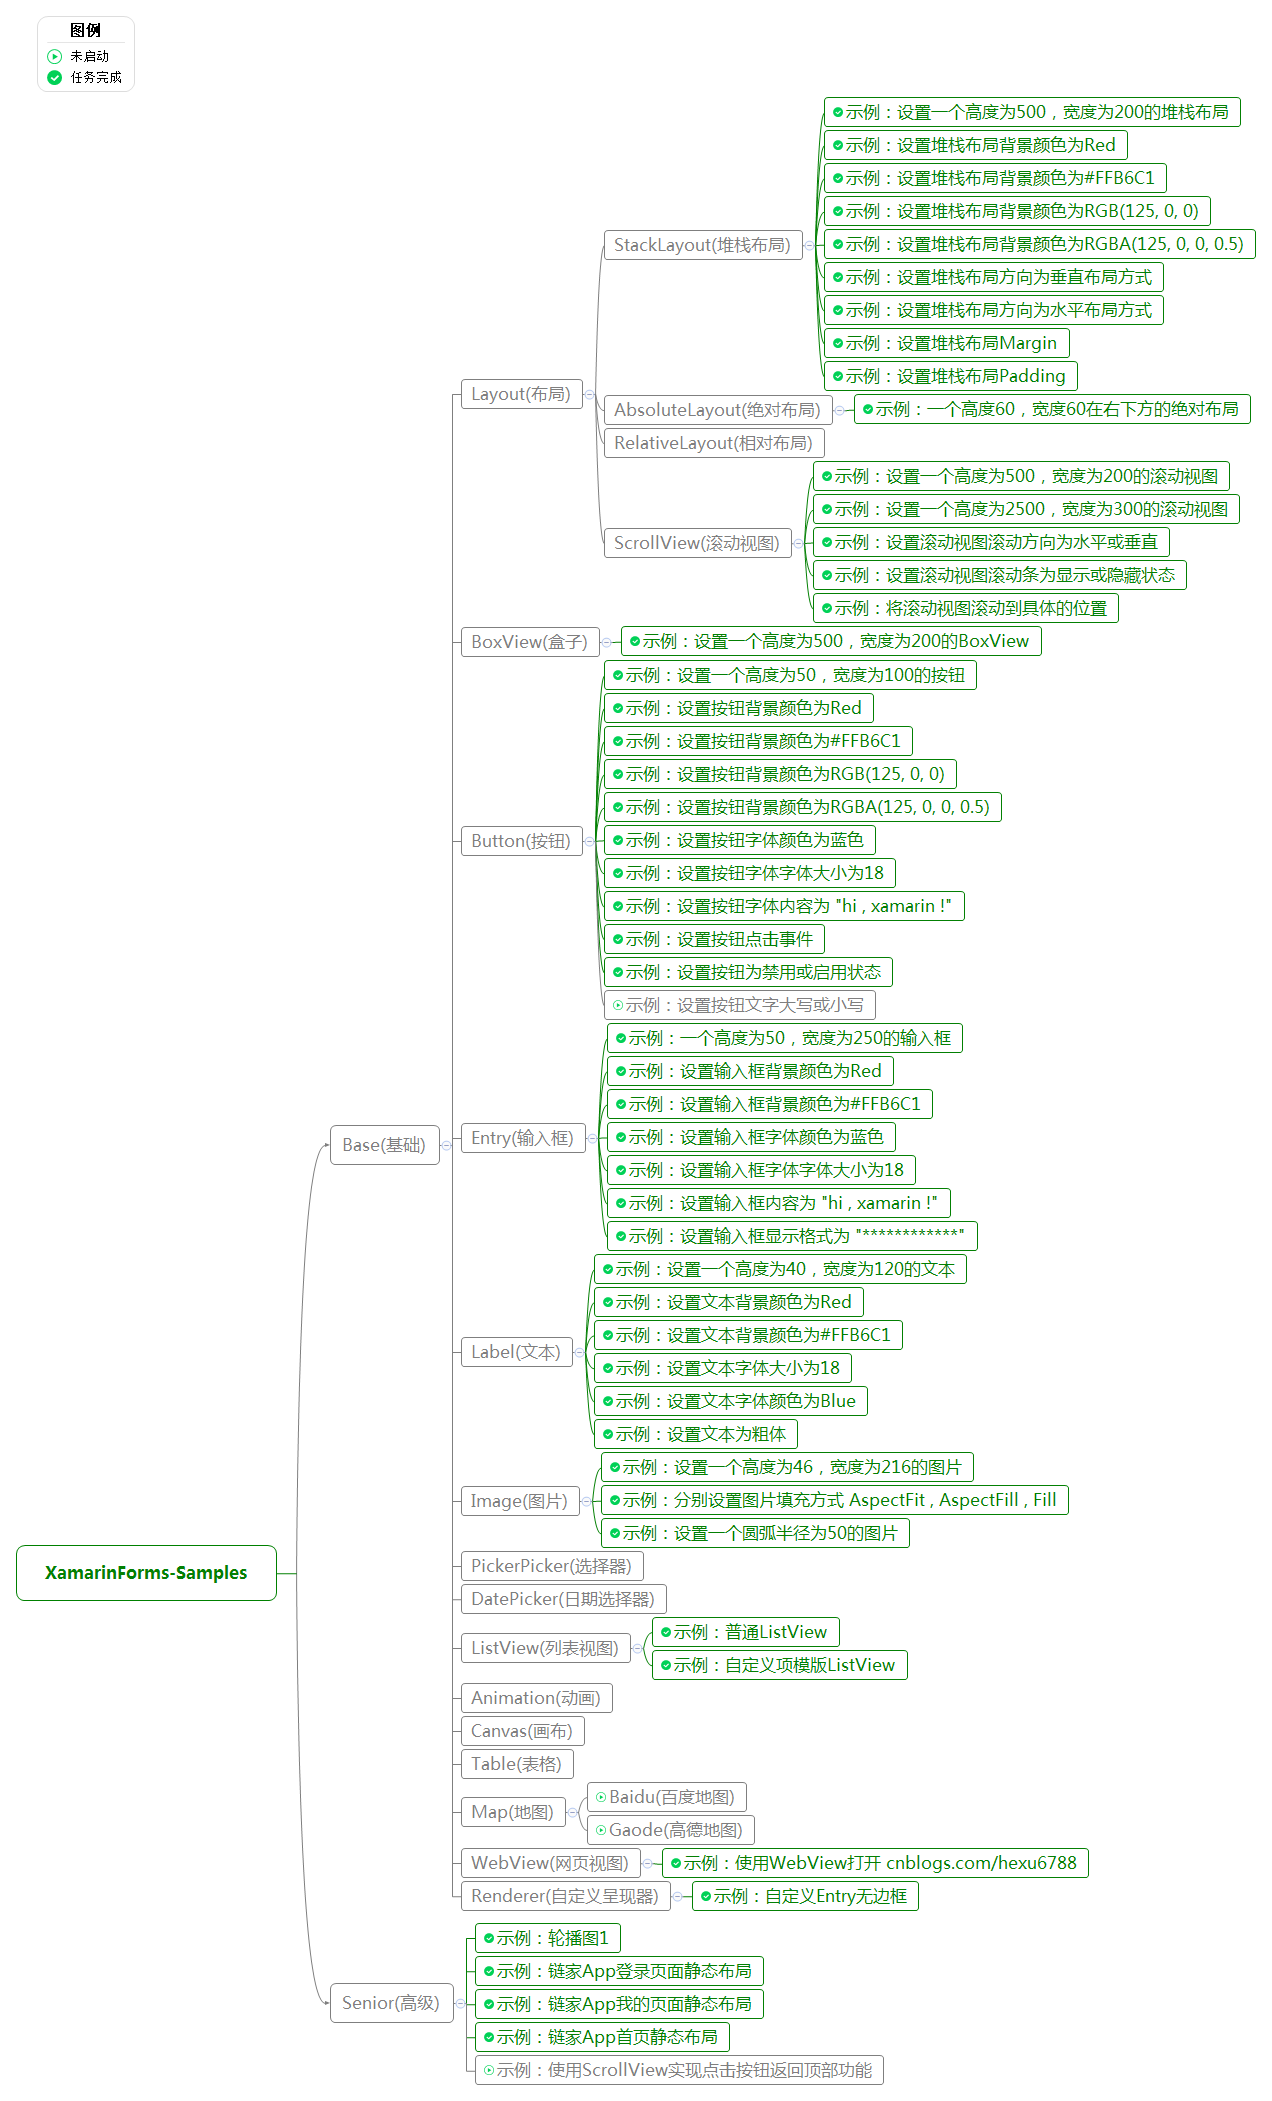 图例
未启动
任务完成
XamarinForms-Samples
Base(基础)
Layout(布局)
StackLayout(堆栈布局)
示例：设置一个高度为500，宽度为200的堆栈布局
示例：设置堆栈布局背景颜色为Red
示例：设置堆栈布局背景颜色为#FFB6C1
示例：设置堆栈布局背景颜色为RGB(125, 0, 0)
示例：设置堆栈布局背景颜色为RGBA(125, 0, 0, 0.5)
示例：设置堆栈布局方向为垂直布局方式
示例：设置堆栈布局方向为水平布局方式
示例：设置堆栈布局Margin
示例：设置堆栈布局Padding
AbsoluteLayout(绝对布局)
示例：一个高度60，宽度60在右下方的绝对布局
RelativeLayout(相对布局)
ScrollView(滚动视图)
示例：设置一个高度为500，宽度为200的滚动视图
示例：设置一个高度为2500，宽度为300的滚动视图
示例：设置滚动视图滚动方向为水平或垂直
示例：设置滚动视图滚动条为显示或隐藏状态
示例：将滚动视图滚动到具体的位置
BoxView(盒子)
示例：设置一个高度为500，宽度为200的BoxView
Button(按钮)
示例：设置一个高度为50，宽度为100的按钮
示例：设置按钮背景颜色为Red
示例：设置按钮背景颜色为#FFB6C1
示例：设置按钮背景颜色为RGB(125, 0, 0)
示例：设置按钮背景颜色为RGBA(125, 0, 0, 0.5)
示例：设置按钮字体颜色为蓝色
示例：设置按钮字体字体大小为18
示例：设置按钮字体内容为 "hi , xamarin !"
示例：设置按钮点击事件
示例：设置按钮为禁用或启用状态
示例：设置按钮文字大写或小写
Entry(输入框)
示例：一个高度为50，宽度为250的输入框
示例：设置输入框背景颜色为Red
示例：设置输入框背景颜色为#FFB6C1
示例：设置输入框字体颜色为蓝色
示例：设置输入框字体字体大小为18
示例：设置输入框内容为 "hi , xamarin !"
示例：设置输入框显示格式为 "************"
Label(文本)
示例：设置一个高度为40，宽度为120的文本
示例：设置文本背景颜色为Red
示例：设置文本背景颜色为#FFB6C1
示例：设置文本字体大小为18
示例：设置文本字体颜色为Blue
示例：设置文本为粗体
Image(图片)
示例：设置一个高度为46，宽度为216的图片
示例：分别设置图片填充方式 AspectFit , AspectFill , Fill
示例：设置一个圆弧半径为50的图片
PickerPicker(选择器)
DatePicker(日期选择器)
ListView(列表视图)
示例：普通ListView
示例：自定义项模版ListView
Animation(动画)
Canvas(画布)
Table(表格)
Map(地图)
Baidu(百度地图)
Gaode(高德地图)
WebView(网页视图)
示例：使用WebView打开 cnblogs.com/hexu6788
Renderer(自定义呈现器)
示例：自定义Entry无边框
Senior(高级)
示例：轮播图1
示例：链家App登录页面静态布局
示例：链家App我的页面静态布局
示例：链家App首页静态布局
示例：使用ScrollView实现点击按钮返回顶部功能